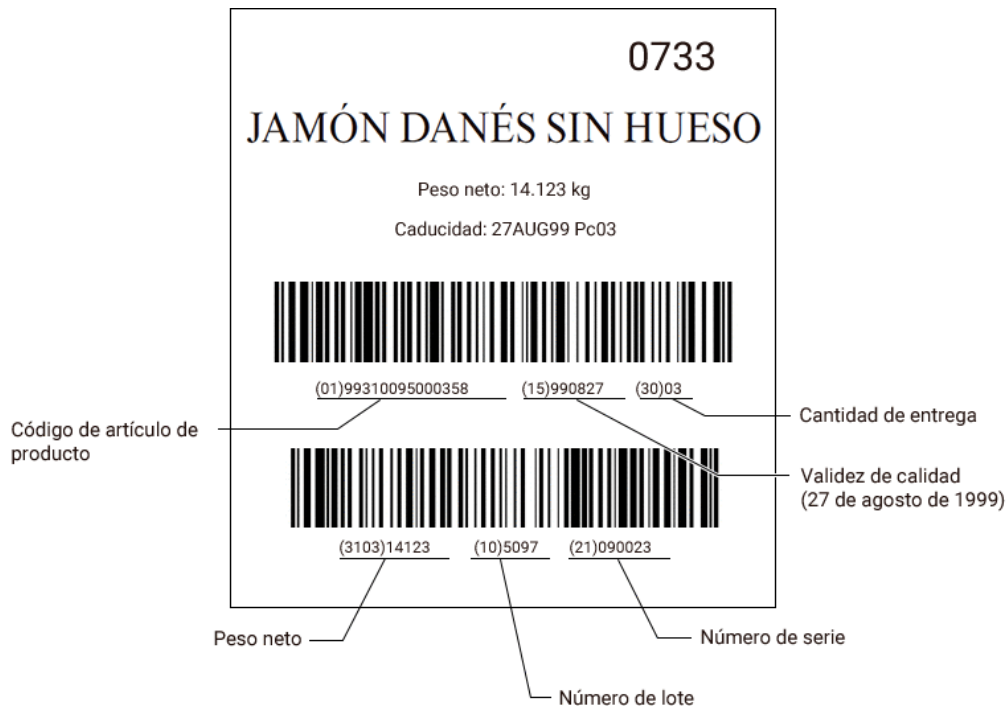 0733
JAMÓN DANÉS SIN HUESO
Peso neto: 14.123 kg
Caducidad: 27AUG99 Pc03
(01)99310095000358 (15)990827 (30)03
Código de artículo de
producto
Cantidad de entrega
Validez de calidad
(27 de agosto de 1999)
(3103)14123 (10)5097 (21)090023
Peso neto
Número de serie
Número de lote